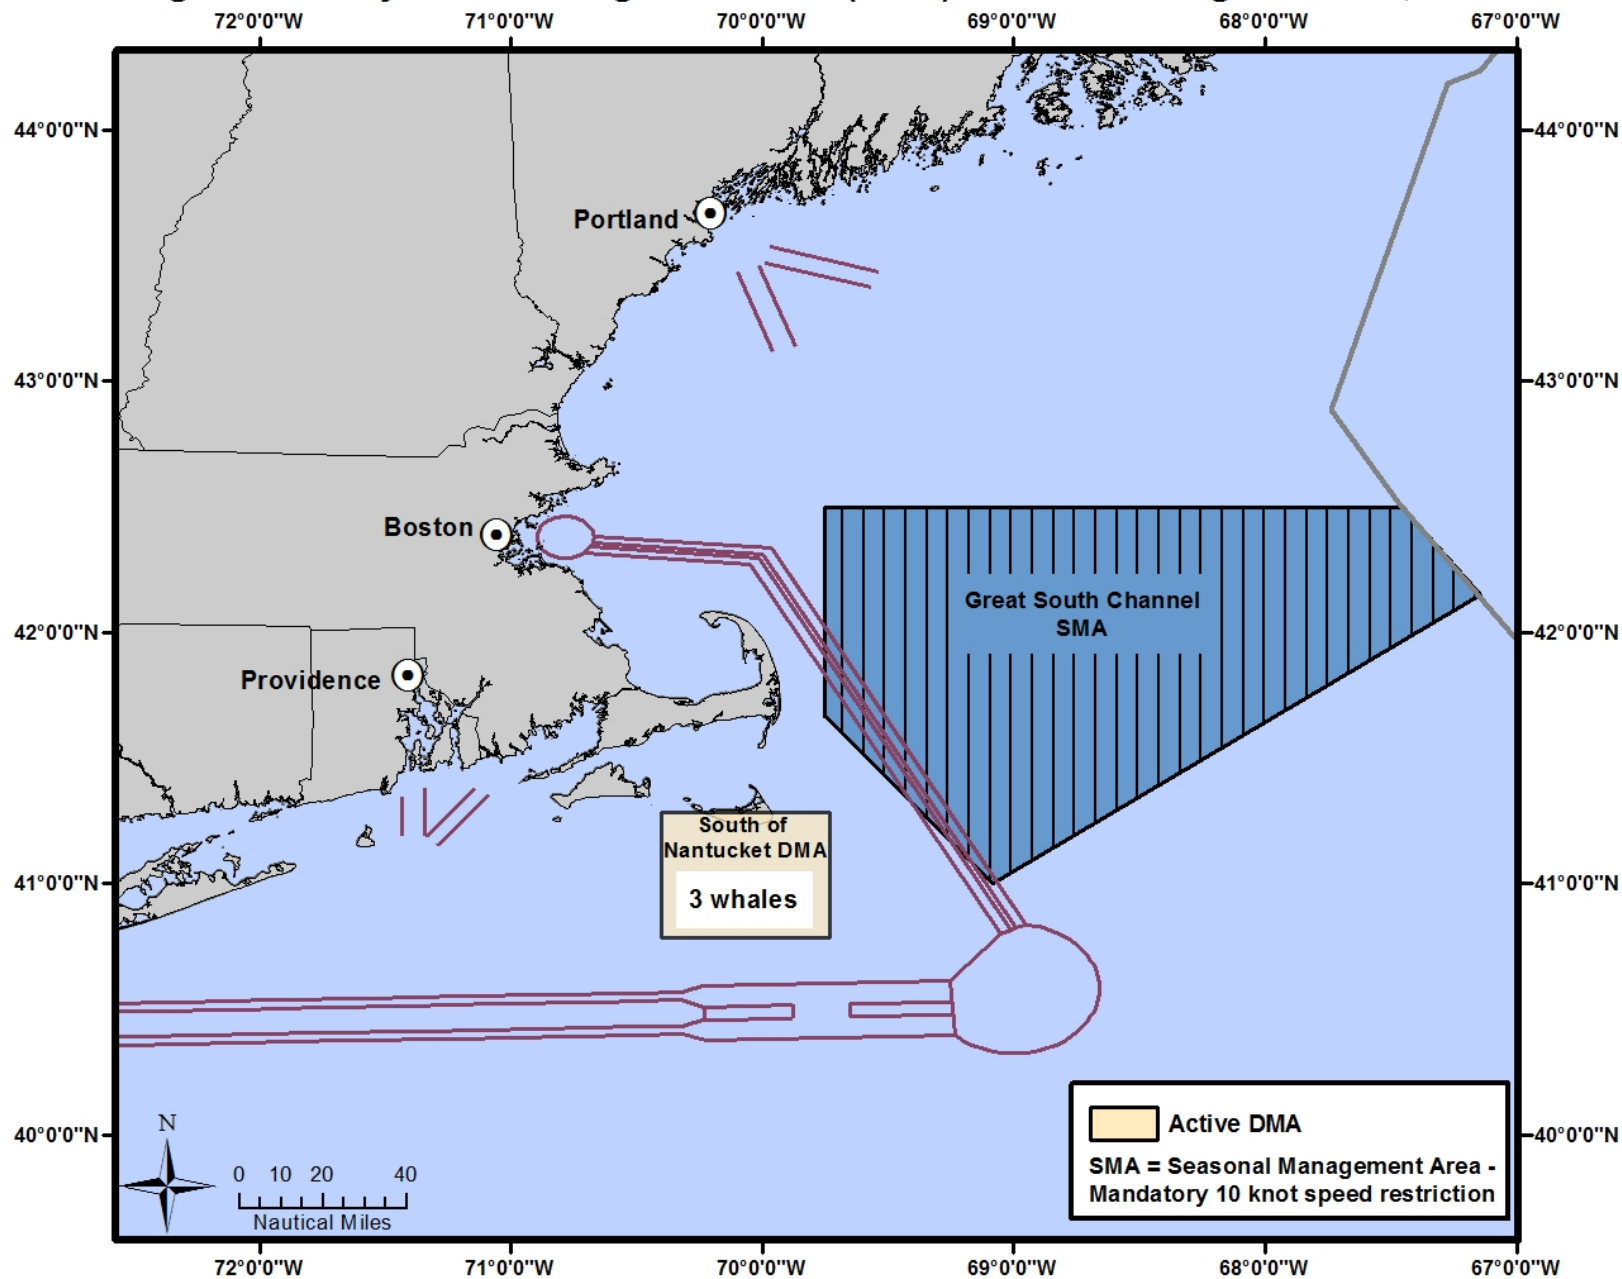 72°0'0"W 71°0'0"W 70°0'0"W 69°0'0"W 68°0'0"W 67°0'0"W
44°0'0"N 44°0'0"N
Portland
43°0'0"N 43°0'0"N
Boston
Great South Channel
SMA
42°0'0"N 42°0'0"N
Providence
South of
Nantucket DMA
41°0'0"N 41°0'0"N
3 whales
N
40°0'0"N 40°0'0"N
Active DMA
SMA = Seasonal Management Area -
Mandatory 10 knot speed restriction
0 10 20 40
Nautical Miles
72°0'0"W 71°0'0"W 70°0'0"W 69°0'0"W 68°0'0"W 67°0'0"W